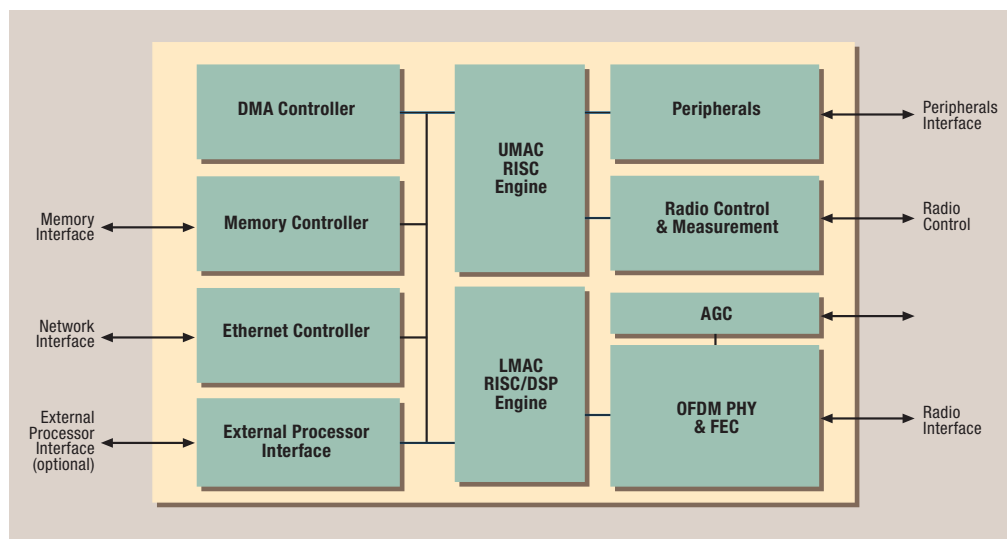 DMA Controller
UMAC
RISC
Engine
Peripherals
Peripherals
Interface
Memory
Interface
Memory Controller
Radio Control
& Measurement
Radio
Control
Network
Interface
Ethernet Controller
LMAC
RISC/DSP
Engine
AGC
OFDM PHY
& FEC
Radio
Interface
External
Processor
Interface
(optional)
External Processor
Interface